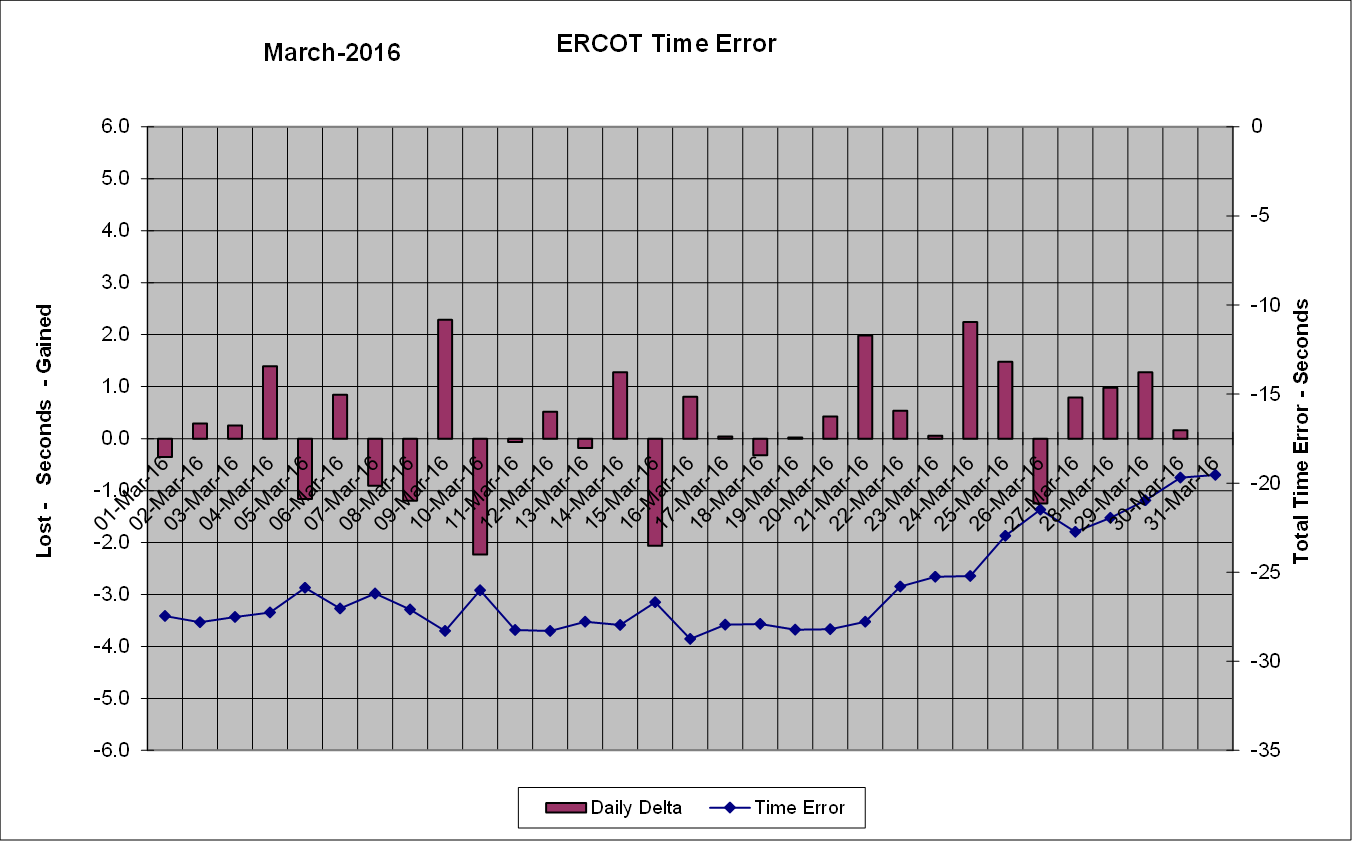 March-2016
ERCOT Time Error
6.0
5.0
4.0
3.0
2.0
1.0
0.0
-1.0
-2.0
-3.0
-4.0
-5.0
-6.0
Lost - Seconds - Gained
01-Mar-16
02-Mar-16
03-Mar-16
04-Mar-16
05-Mar-16
06-Mar-16
07-Mar-16
08-Mar-16
09-Mar-16
10-Mar-16
11-Mar-16
12-Mar-16
13-Mar-16
14-Mar-16
15-Mar-16
16-Mar-16
17-Mar-16
18-Mar-16
19-Mar-16
20-Mar-16
21-Mar-16
22-Mar-16
23-Mar-16
24-Mar-16
25-Mar-16
26-Mar-16
27-Mar-16
28-Mar-16
29-Mar-16
30-Mar-16
31-Mar-16
0
-5
-10
-15
-20
-25
-30
-35
Total Time Error - Seconds
Daily Delta
Time Error